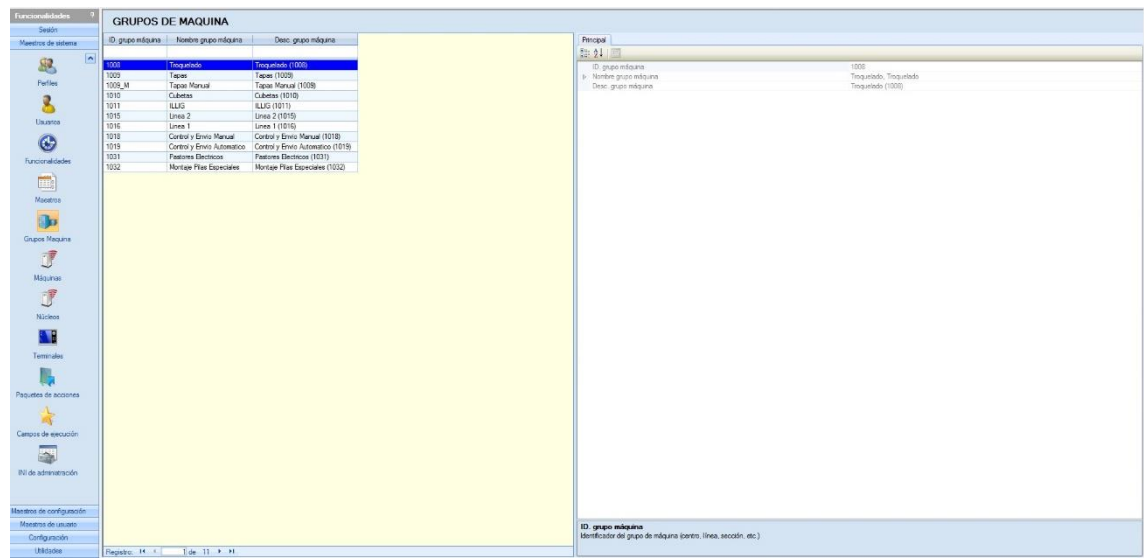 Funcionalidades
Sesión
Maestros de sistema
Perfiles
Usuarios
Funcionalidades
Maestros
Grupos Maquina
Máquinas
Núcleos
Terminales
Paquetes de acciones
Campos de ejecución
INI de administración
Maestros de configuración
Maestros de usuario
Configuración
Utilidades
GRUPOS DE MAQUINA
ID. grupo máquina Nombre grupo máquina Desc. grupo máquina
1008 Troquelado Troquelado (1008)
1009 Tapas Tapas (1009)
1009_M Tapas Manual Tapas Manual (1009)
1010 Cubetas Cubetas (1010)
1011 ILLIG ILLIG (1011)
1015 Linea 2 Linea 2 (1015)
1016 Linea 1 Linea 1 (1016)
1018 Control y Envio Manual Control y Envio Manual (1018)
1019 Control y Envio Automatico Control y Envio Automatico (1019)
1031 Pastores Electricos Pastores Electricos (1031)
1032 Montaje Pilas Especiales Montaje Pilas Especiales (1032)
Registro: 1 de 11
Principal
ID. grupo máquina 1008
Nombre grupo máquina Troquelado, Troquelado
Desc. grupo máquina Troquelado (1008)
ID. grupo máquina
Identificador del grupo de máquina (centro, línea, sección, etc.)